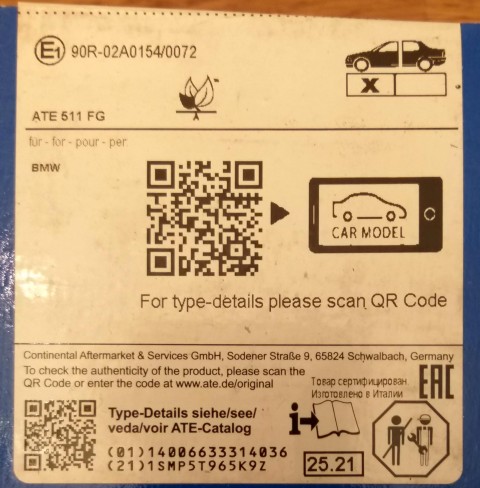 E1 90R-02A0154/0072
X
ATE 511 FG
für - for - pour - per
BMW
CAR MODEL
For type-details please scan QR Code
Continental Aftermarket & Services GmbH, Sodener Straße 9, 65824 Schwalbach, Germany
To check the authenticity of the product, please scan the
QR Code or enter the code at www.ate.de/original
Товар сертифицирован
Изготовлено в Италии
EAC
Type-Details siehe/see/
veda/voir ATE-Catalog
i
(01)14006633314036
(21)1SMP5T965K9Z
25.21